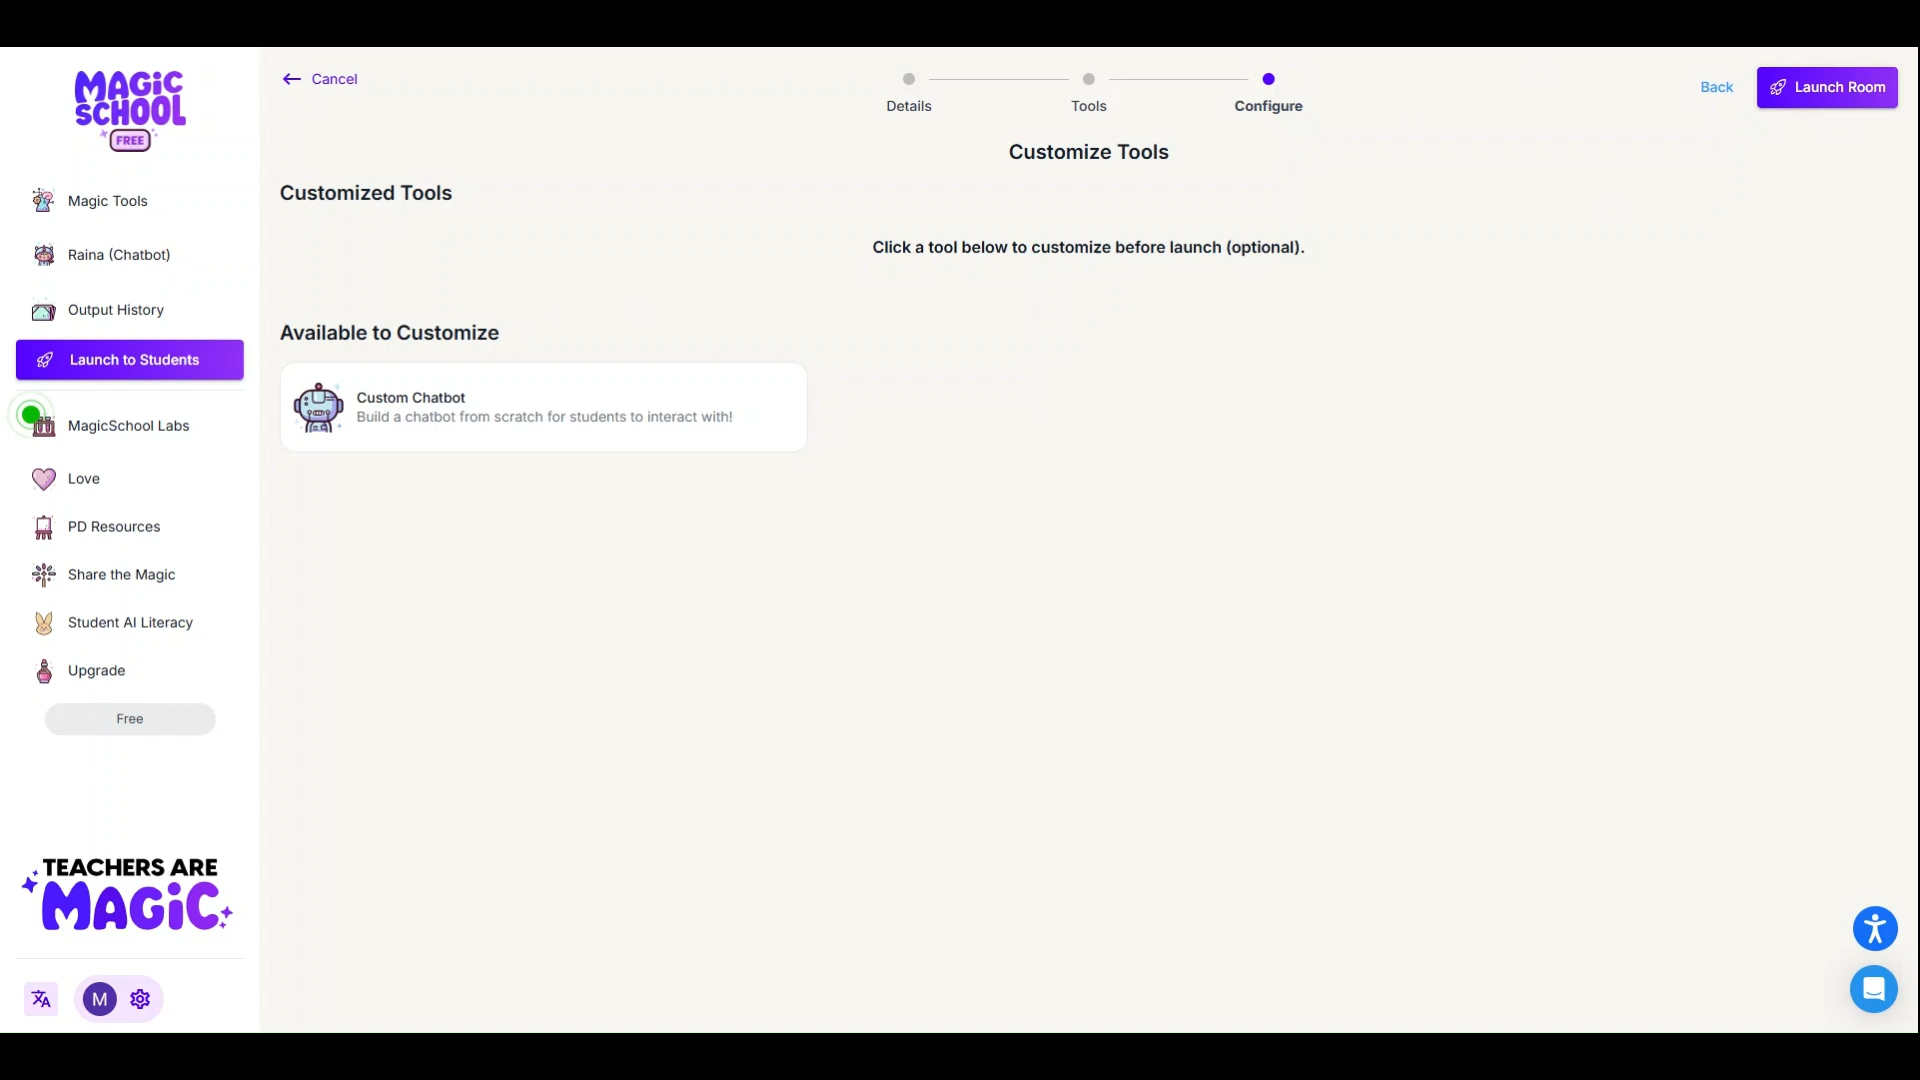 MAGiC
SCHOOL
FREE
Magic Tools
Raina (Chatbot)
Output History
Launch to Students
MagicSchool Labs
Love
PD Resources
Share the Magic
Student AI Literacy
Upgrade
Free
TEACHERS ARE
MAGiC
M
Cancel
Details
Tools
Configure
Back
Launch Room
Customize Tools
Customized Tools
Click a tool below to customize before launch (optional).
Available to Customize
Custom Chatbot
Build a chatbot from scratch for students to interact with!